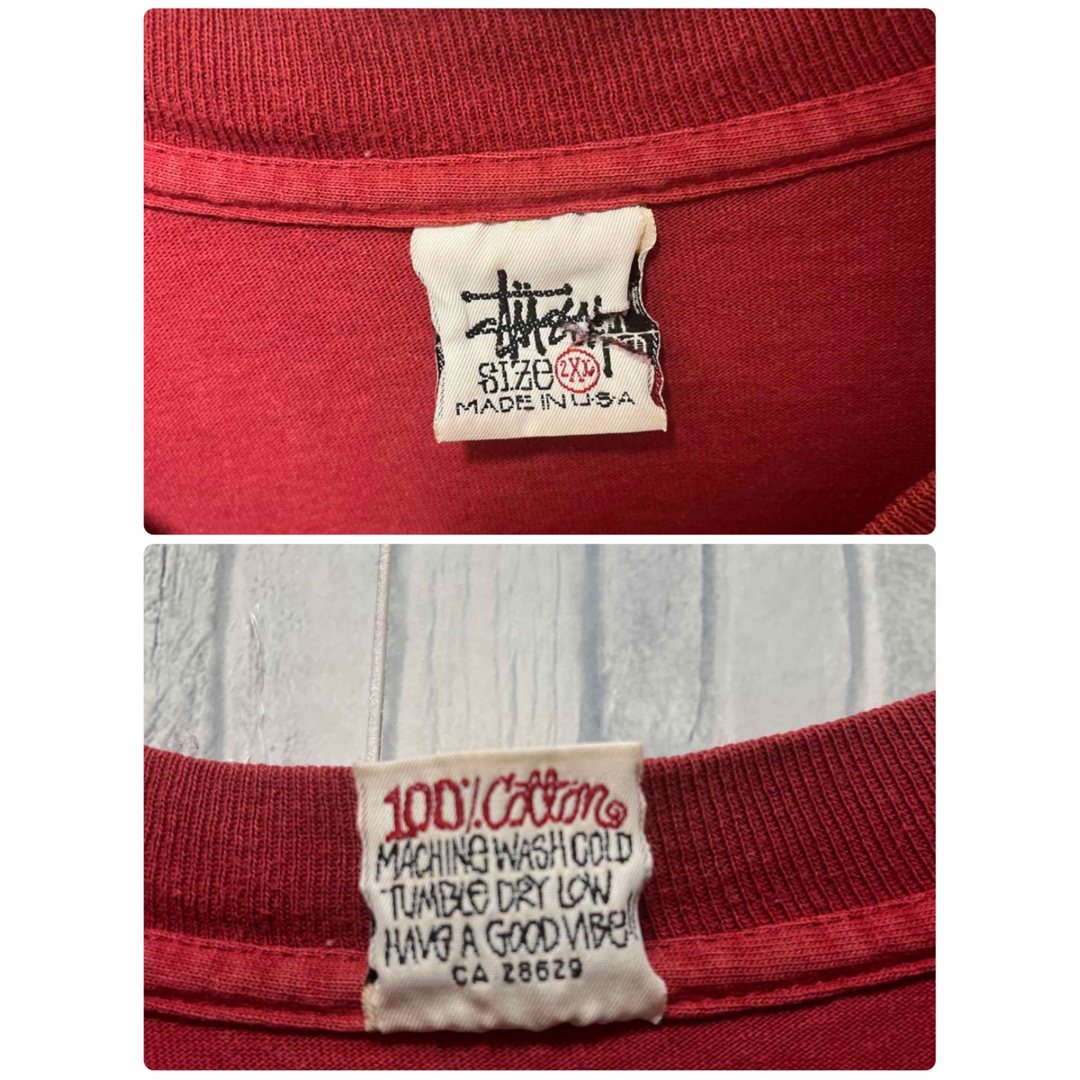 Stüssy
SIZE 2XL
MADE IN U.S.A
100% Cotton
MACHINE WASH COLD
TUMBLE DRY LOW
HAVE A GOOD VIBE!!
CA 28629